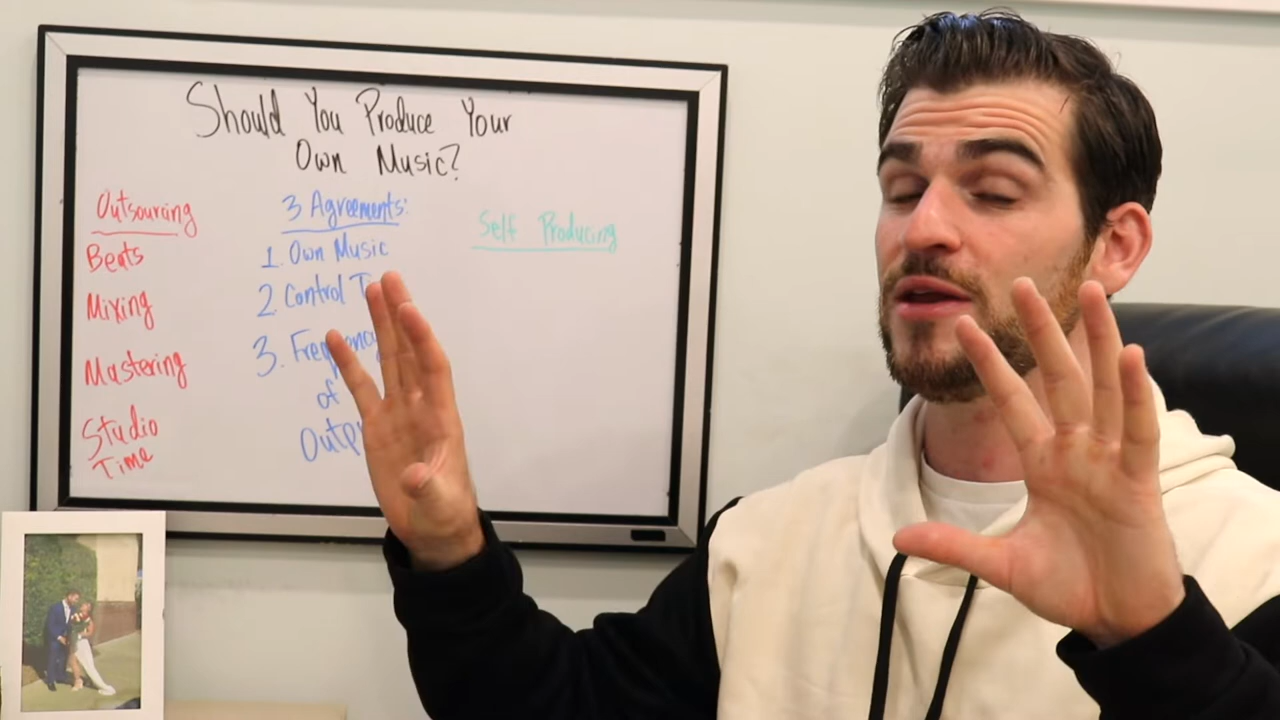 Should You Produce Your
Own Music?
Outsourcing
Beats
Mixing
Mastering
Studio
Time
3 Agreements:
1. Own Music
2. Control
3.
of
Self Producing